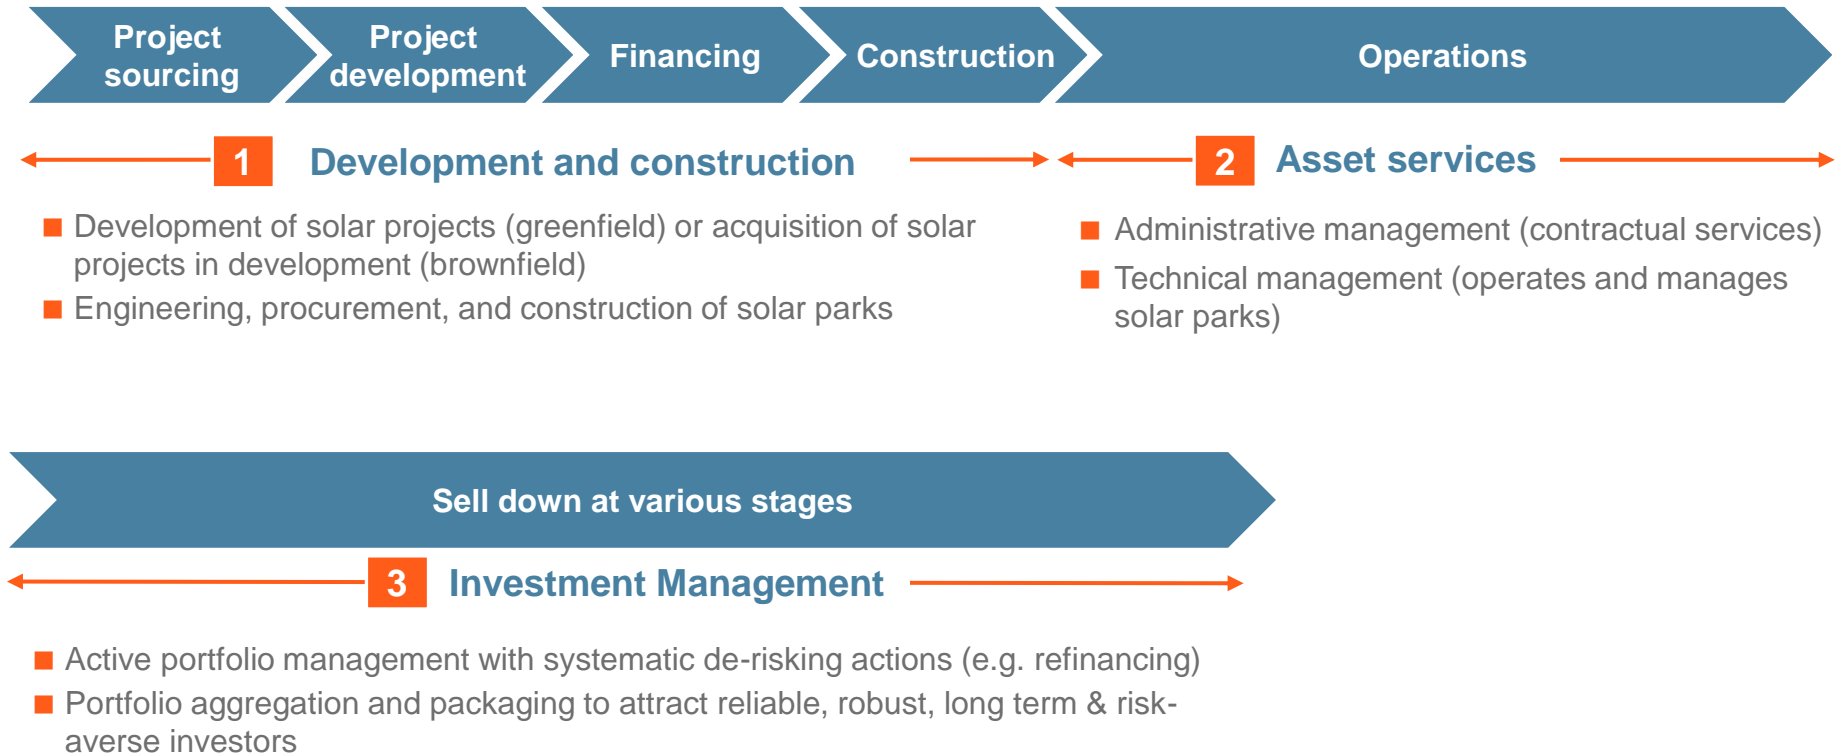 Project
sourcing
Project
development
Financing
Construction
Operations
1 Development and construction
2 Asset services
Development of solar projects (greenfield) or acquisition of solar
projects in development (brownfield)
Engineering, procurement, and construction of solar parks
Administrative management (contractual services)
Technical management (operates and manages
solar parks)
Sell down at various stages
3 Investment Management
Active portfolio management with systematic de-risking actions (e.g. refinancing)
Portfolio aggregation and packaging to attract reliable, robust, long term & risk-
averse investors